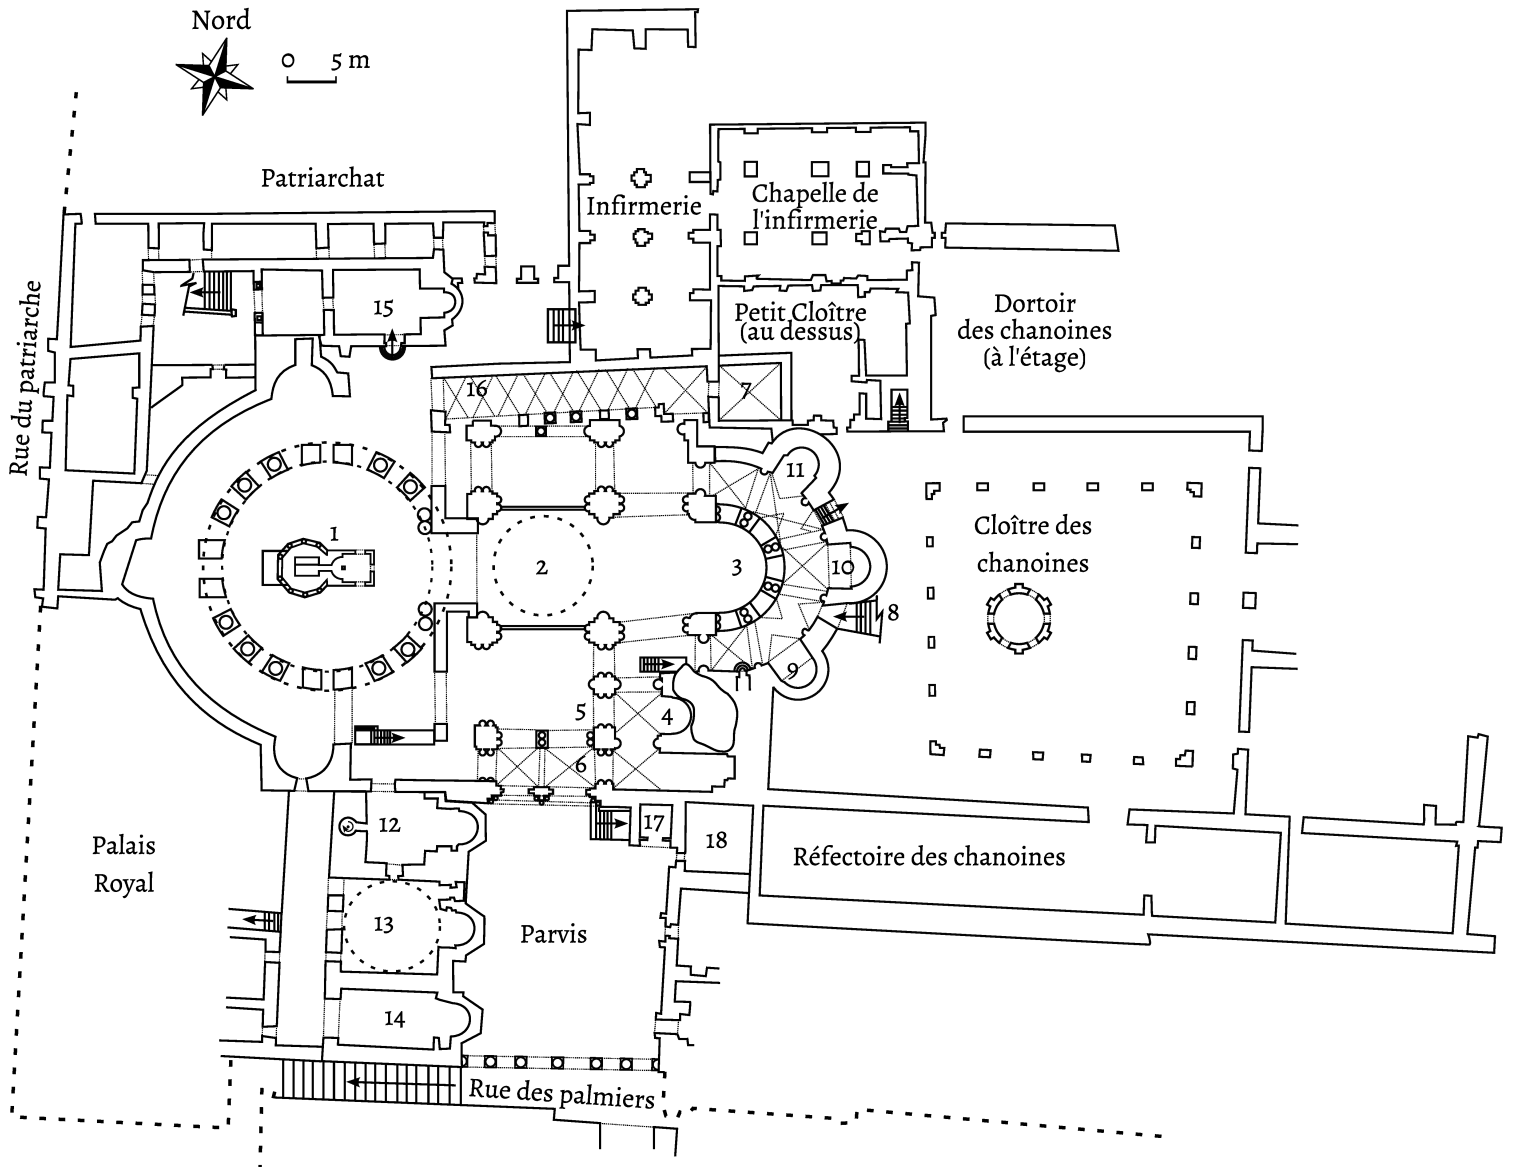 Nord
0 5 m
Patriarchat
Infirmerie
Chapelle de
l'infirmerie
Rue du patriarche
15
Petit Cloître
(au dessus)
Dortoir
des chanoines
(à l'étage)
16
7
11
1
2
3
10
Cloître des
chanoines
8
9
5
4
6
12
17
18
Palais
Royal
Réfectoire des chanoines
13
Parvis
14
Rue des palmiers